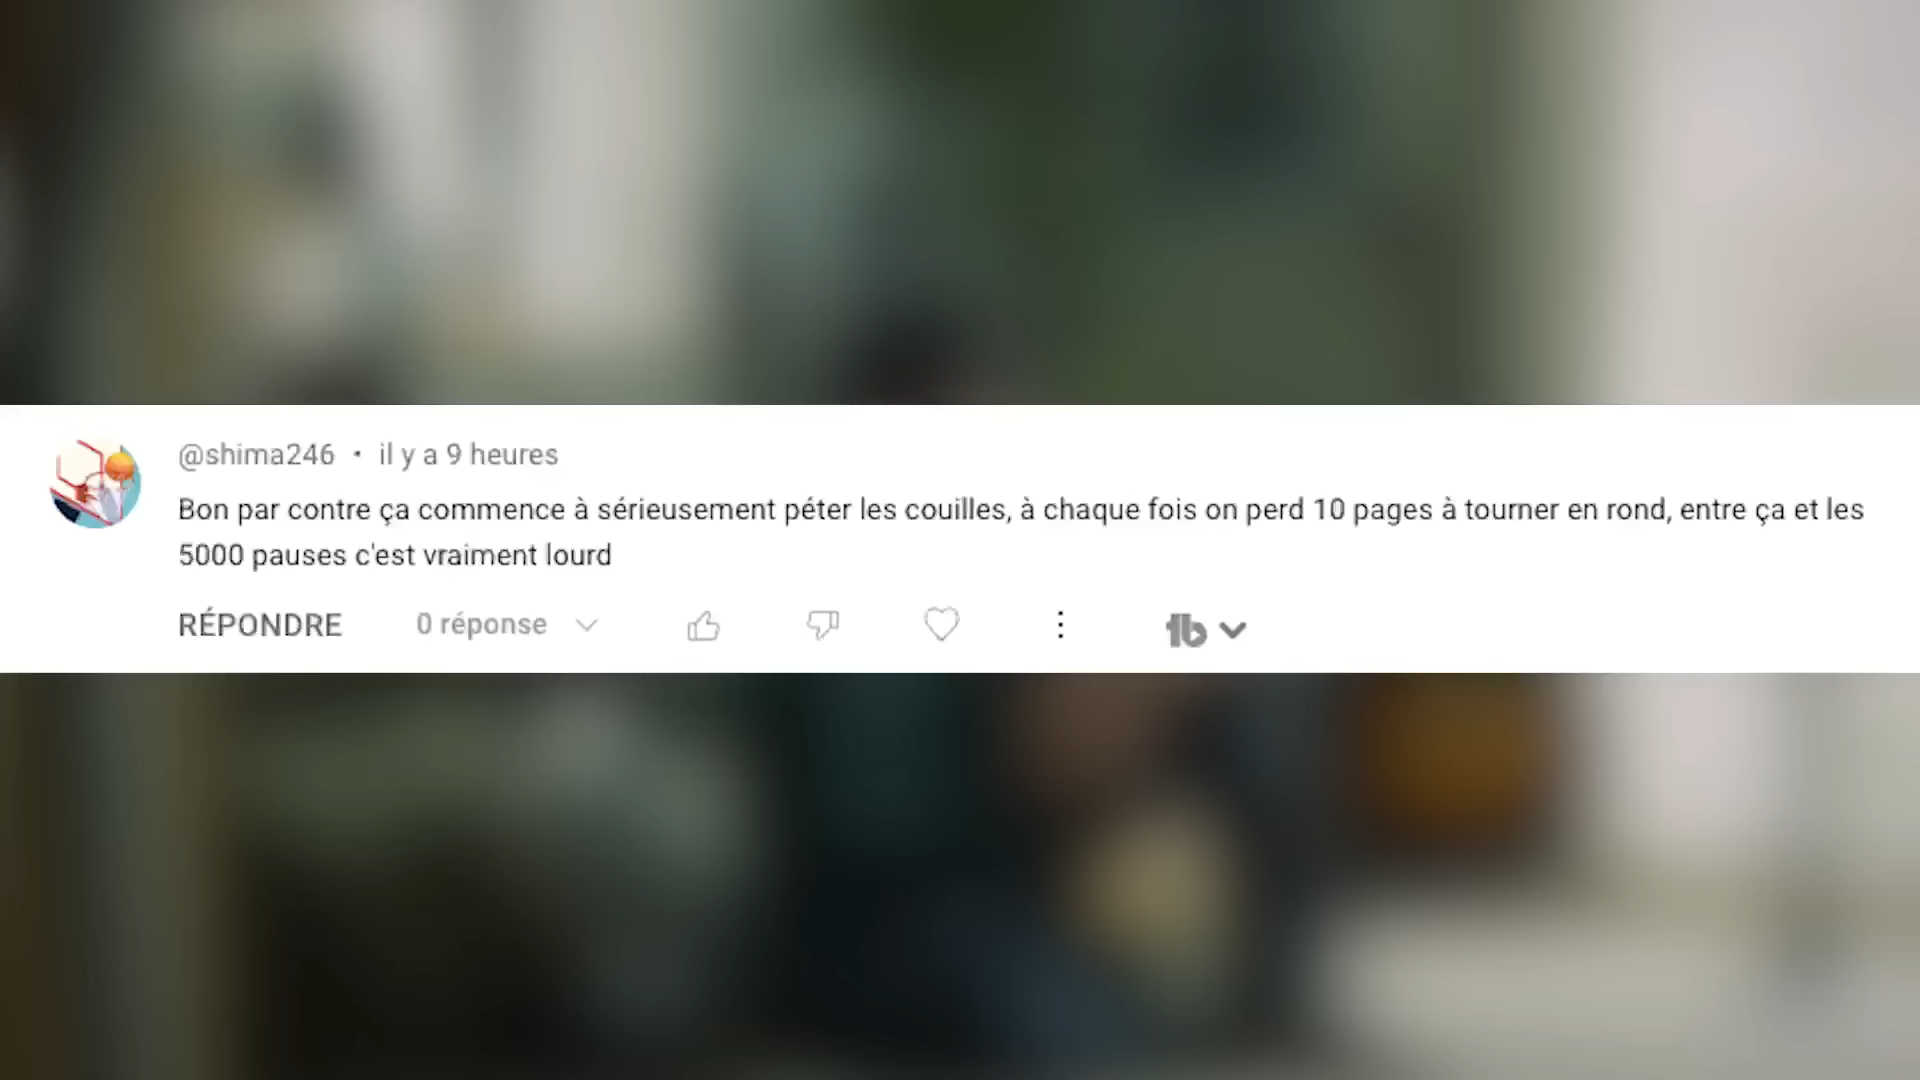 @shima246 • il y a 9 heures
Bon par contre ça commence à sérieusement péter les couilles, à chaque fois on perd 10 pages à tourner en rond, entre ça et les
5000 pauses c'est vraiment lourd
RÉPONDRE 0 réponse